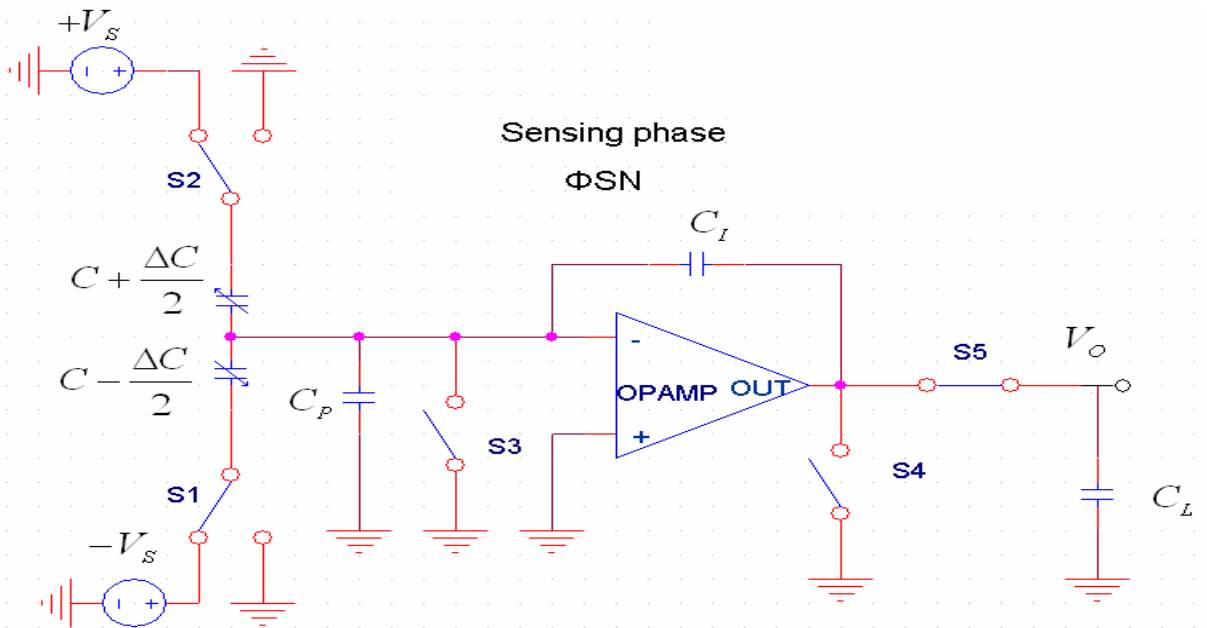 +V_S
- +
Sensing phase
ΦSN
S2
C_I
C + ΔC/2
C - ΔC/2
-
S5
V_O
OPAMP OUT
C_P
+
S3
S4
S1
C_L
-V_S
- +